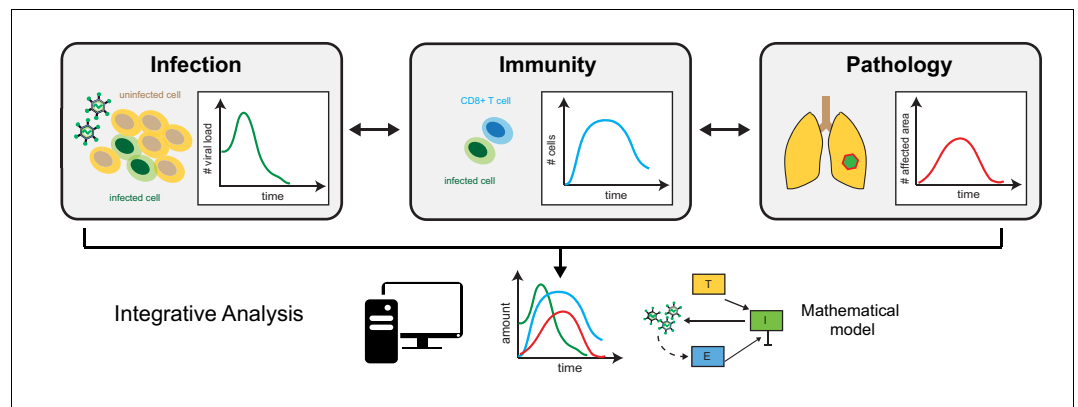 Infection
uninfected cell
infected cell
# viral load
time
Immunity
CD8+ T cell
infected cell
# cells
time
Pathology
# affected area
time
Integrative Analysis
amount
time
T
I
E
Mathematical
model